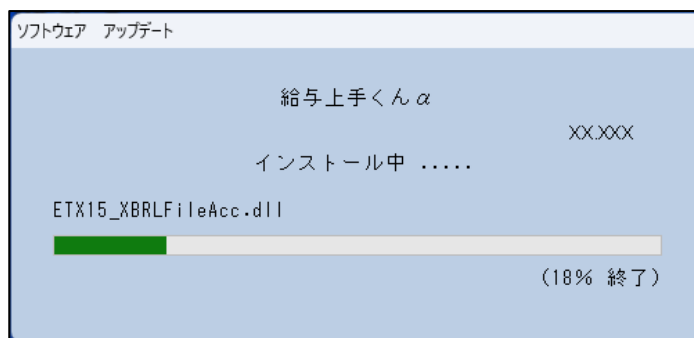 ソフトウェア アップデート
給与上手くんα
XX.XXX
インストール中 .....
ETX15_XBRLFileAcc.dll
(18% 終了)